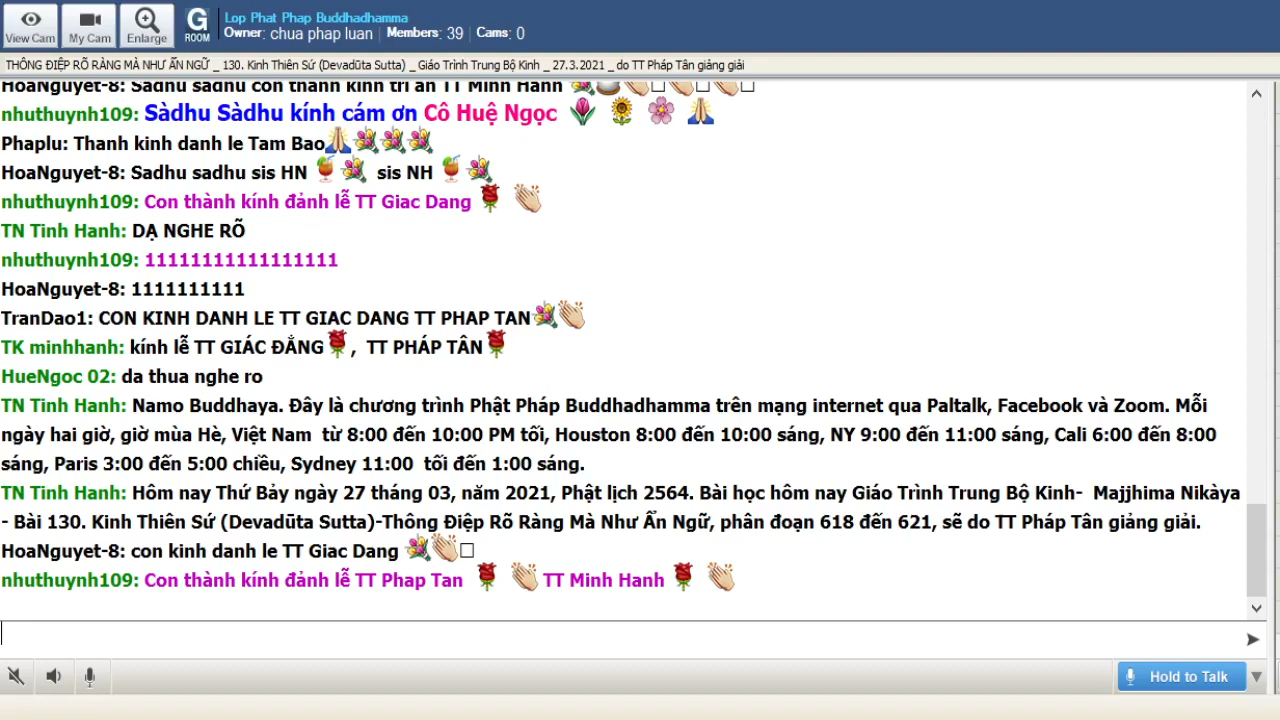 View Cam
My Cam
Enlarge
G
ROOM
Lop Phat Phap Buddhadhamma
Owner: chua phap luan | Members: 39 | Cams: 0
THÔNG ĐIỆP RÕ RÀNG MÀ NHƯ ẨN NGỮ _ 130. Kinh Thiên Sứ (Devadūta Sutta) _ Giáo Trình Trung Bộ Kinh _ 27.3.2021 _ do TT Pháp Tân giảng giải
HoaNguyet-8: Sadhu sadhu con thanh kinh tri an TT Minh Hanh
nhuthuynh109: Sàdhu Sàdhu kính cám ơn Cô Huệ Ngọc 🌷 🌻 🌸 🙏
Phaplu: Thanh kinh danh le Tam Bao🙏💐💐💐
HoaNguyet-8: Sadhu sadhu sis HN 🍹💐 sis NH 🍹💐
nhuthuynh109: Con thành kính đảnh lễ TT Giac Dang 🌹 👏
TN Tinh Hanh: DẠ NGHE RÕ
nhuthuynh109: 11111111111111111
HoaNguyet-8: 1111111111
TranDao1: CON KINH DANH LE TT GIAC DANG TT PHAP TAN💐👏
TK minhhanh: kính lễ TT GIÁC ĐẲNG🌹, TT PHÁP TÂN🌹
HueNgoc 02: da thua nghe ro
TN Tinh Hanh: Namo Buddhaya. Đây là chương trình Phật Pháp Buddhadhamma trên mạng internet qua Paltalk, Facebook và Zoom. Mỗi
ngày hai giờ, giờ mùa Hè, Việt Nam từ 8:00 đến 10:00 PM tối, Houston 8:00 đến 10:00 sáng, NY 9:00 đến 11:00 sáng, Cali 6:00 đến 8:00
sáng, Paris 3:00 đến 5:00 chiều, Sydney 11:00 tối đến 1:00 sáng.
TN Tinh Hanh: Hôm nay Thứ Bảy ngày 27 tháng 03, năm 2021, Phật lịch 2564. Bài học hôm nay Giáo Trình Trung Bộ Kinh- Majjhima Nikàya
- Bài 130. Kinh Thiên Sứ (Devadūta Sutta)-Thông Điệp Rõ Ràng Mà Như Ẩn Ngữ, phân đoạn 618 đến 621, sẽ do TT Pháp Tân giảng giải.
HoaNguyet-8: con kinh danh le TT Giac Dang 💐👏□
nhuthuynh109: Con thành kính đảnh lễ TT Phap Tan 🌹 👏 TT Minh Hanh 🌹 👏
Hold to Talk